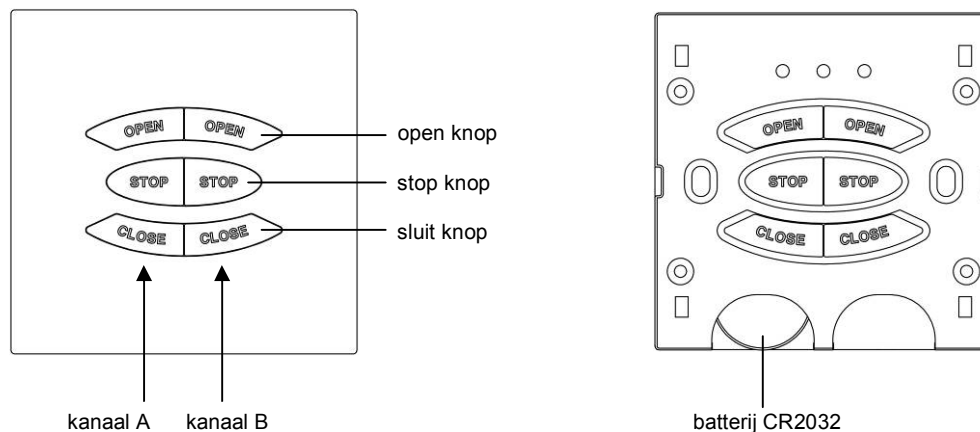 OPEN OPEN
open knop
STOP STOP
stop knop
CLOSE CLOSE
sluit knop
kanaal A
kanaal B
OPEN OPEN
STOP STOP
CLOSE CLOSE
batterij CR2032